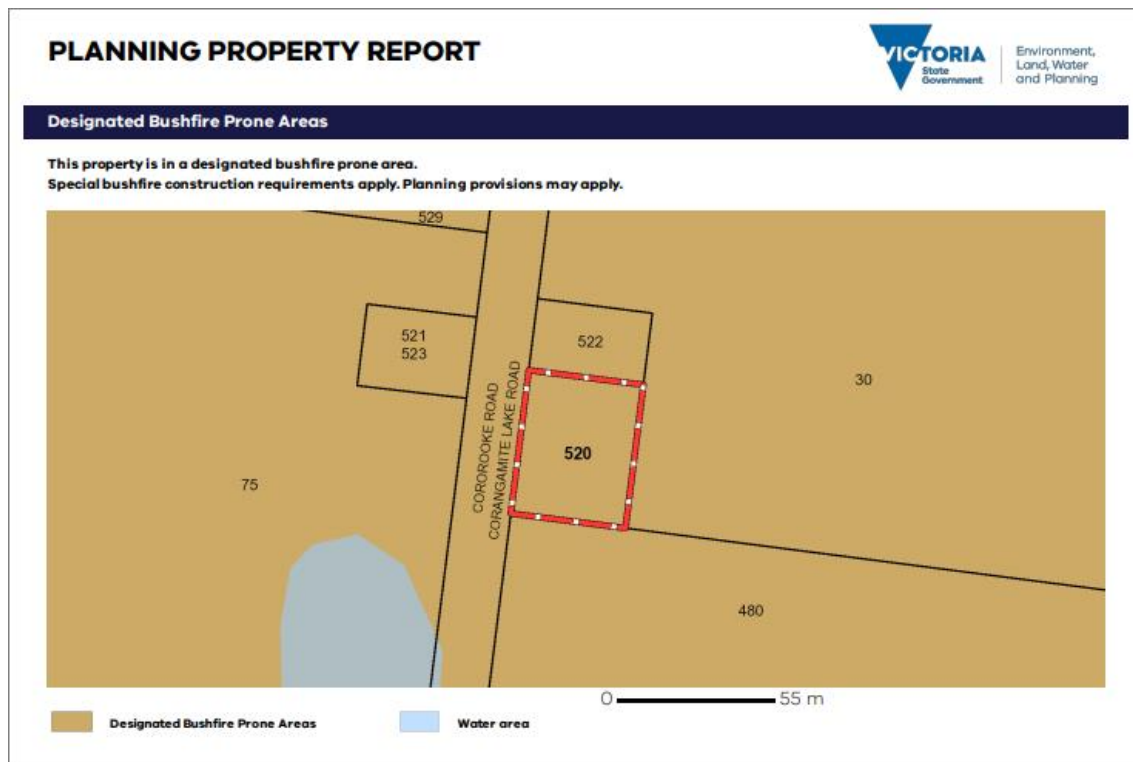 PLANNING PROPERTY REPORT
VICTORIA
State
Government
Environment,
Land, Water
and Planning
Designated Bushfire Prone Areas
This property is in a designated bushfire prone area.
Special bushfire construction requirements apply. Planning provisions may apply.
529
521
523
522
30
COROROOKE ROAD
CORANGAMITE LAKE ROAD
520
75
480
0 55 m
Designated Bushfire Prone Areas
Water area